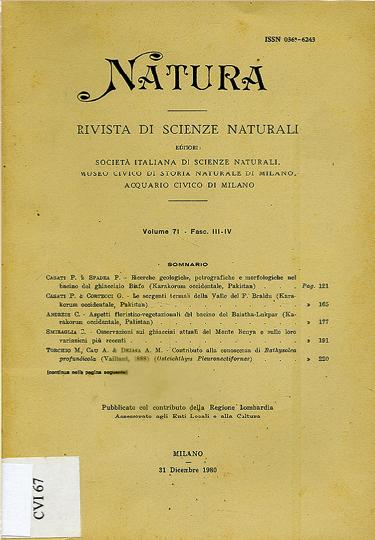 ISSN 0369-6243
NATURA
RIVISTA DI SCIENZE NATURALI
EDITORI:
SOCIETÀ ITALIANA DI SCIENZE NATURALI,
MUSEO CIVICO DI STORIA NATURALE DI MILANO,
ACQUARIO CIVICO DI MILANO
Volume 71 - Fasc. III-IV
SOMMARIO
CASATI P. & SPADEA P. - Ricerche geologiche, petrografiche e morfologiche nel
bacino del ghiacciaio Biafo (Karakorum occidentale, Pakistan) . Pag. 121
CASATI P. & CORTECCI G. - Le sorgenti termali della Valle del F. Braldu (Kara-
korum occidentale, Pakistan) » 165
ANDREIS C. - Aspetti floristico-vegetazionali del bacino del Baintha-Lukpar (Ka-
rakorum occidentale, Pakistan) » 177
SMIRAGLIA C. - Osservazioni sui ghiacciai attuali del Monte Kenya e sulle loro
variazioni più recenti » 191
TORCHIO M., CAU A. & DEIANA A. M. - Contributo alla conoscenza di Bathysolea
profundicola (Vaillant, 1888) (Osteichthyes Pleuronectiformes) . » 220
(continua nella pagina seguente)
Pubblicato col contributo della Regione Lombardia
Assessorato agli Enti Locali e alla Cultura
MILANO
31 Dicembre 1980
CVI 67